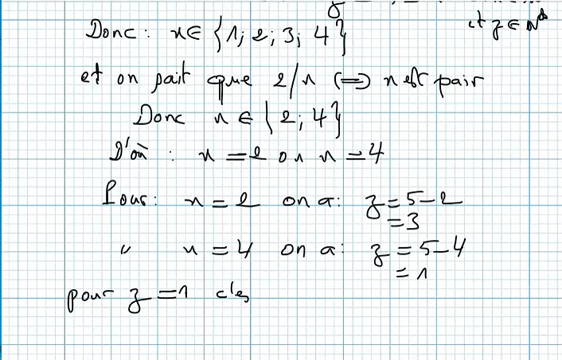 Donc : x ∈ {1; 2; 3; 4} et z ∈ N*
et on sait que 2/x ⟺ x est pair
Donc x ∈ {2; 4}
D'où : x = 2 ou x = 4
Pour : x = 2 on a : z = 5 - 2
= 3
" x = 4 on a : z = 5 - 4
= 1
pour z = 1 c'es